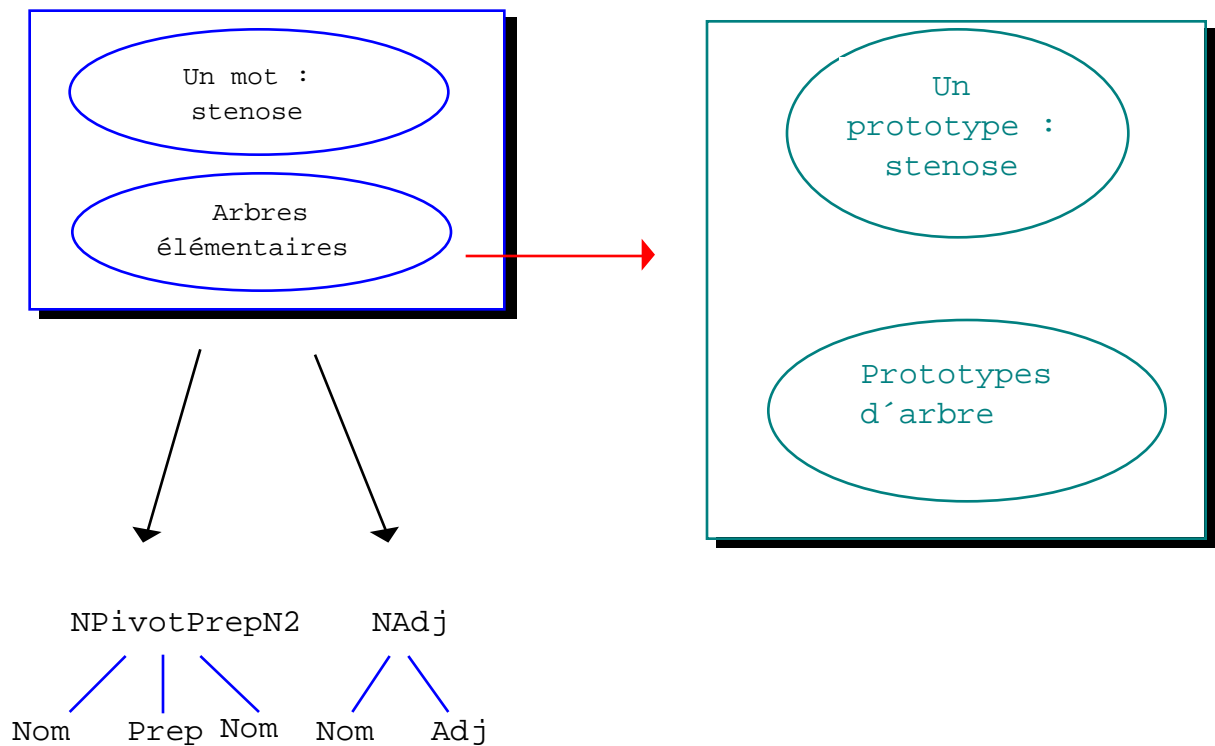 Un mot :
stenose
Arbres
élémentaires
Un
prototype :
stenose
Prototypes
d´arbre
NPivotPrepN2 NAdj
Nom Prep Nom Nom Adj